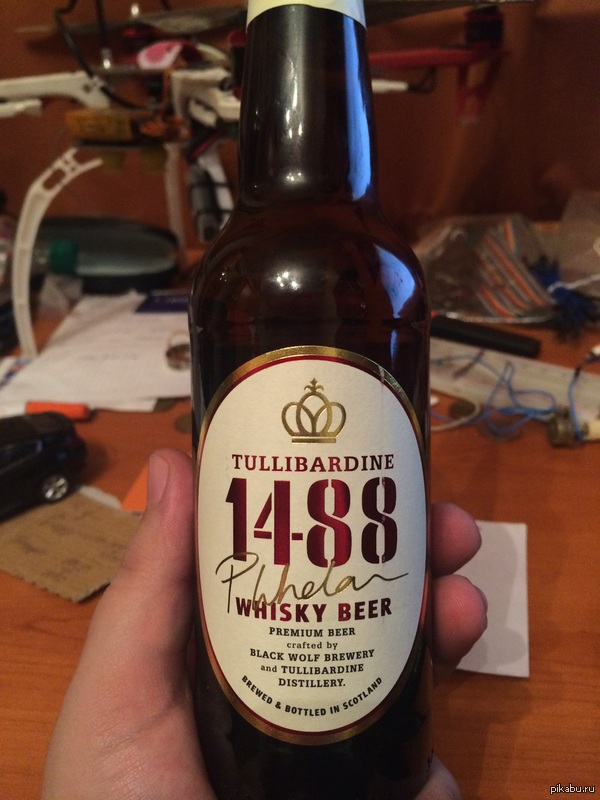 TULLIBARDINE
1488
P Whelan
WHISKY BEER
PREMIUM BEER
crafted by
BLACK WOLF BREWERY
and TULLIBARDINE
DISTILLERY.
BREWED & BOTTLED IN SCOTLAND
pikabu.ru